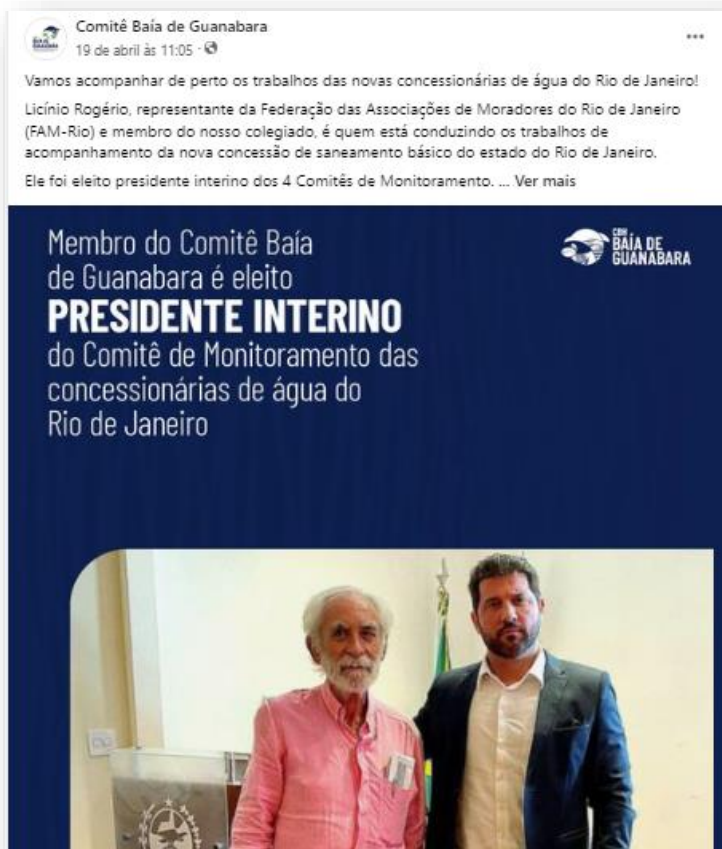 Comitê Baía de Guanabara
19 de abril às 11:05 ·
Vamos acompanhar de perto os trabalhos das novas concessionárias de água do Rio de Janeiro!
Licínio Rogério, representante da Federação das Associações de Moradores do Rio de Janeiro
(FAM-Rio) e membro do nosso colegiado, é quem está conduzindo os trabalhos de
acompanhamento da nova concessão de saneamento básico do estado do Rio de Janeiro.
Ele foi eleito presidente interino dos 4 Comitês de Monitoramento. ... Ver mais
Membro do Comitê Baía
de Guanabara é eleito
PRESIDENTE INTERINO
do Comitê de Monitoramento das
concessionárias de água do
Rio de Janeiro
CBH
BAÍA DE
GUANABARA